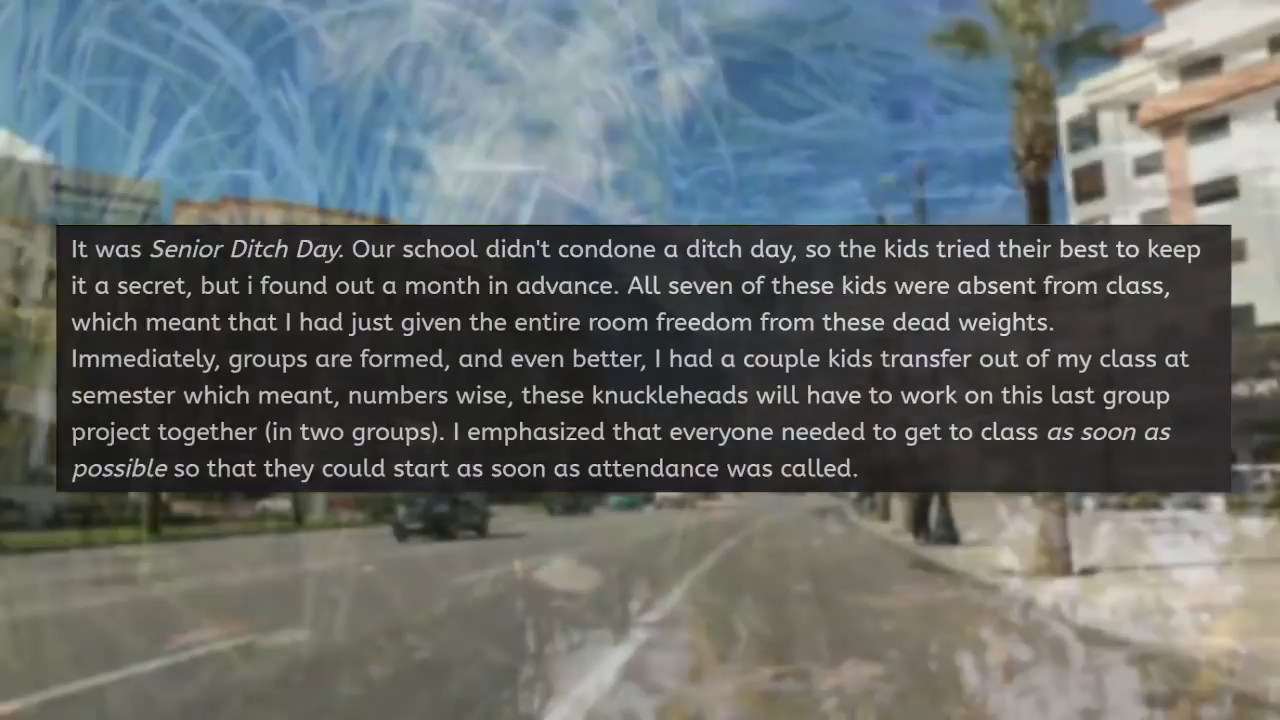 It was Senior Ditch Day. Our school didn't condone a ditch day, so the kids tried their best to keep
it a secret, but i found out a month in advance. All seven of these kids were absent from class,
which meant that I had just given the entire room freedom from these dead weights.
Immediately, groups are formed, and even better, I had a couple kids transfer out of my class at
semester which meant, numbers wise, these knuckleheads will have to work on this last group
project together (in two groups). I emphasized that everyone needed to get to class as soon as
possible so that they could start as soon as attendance was called.